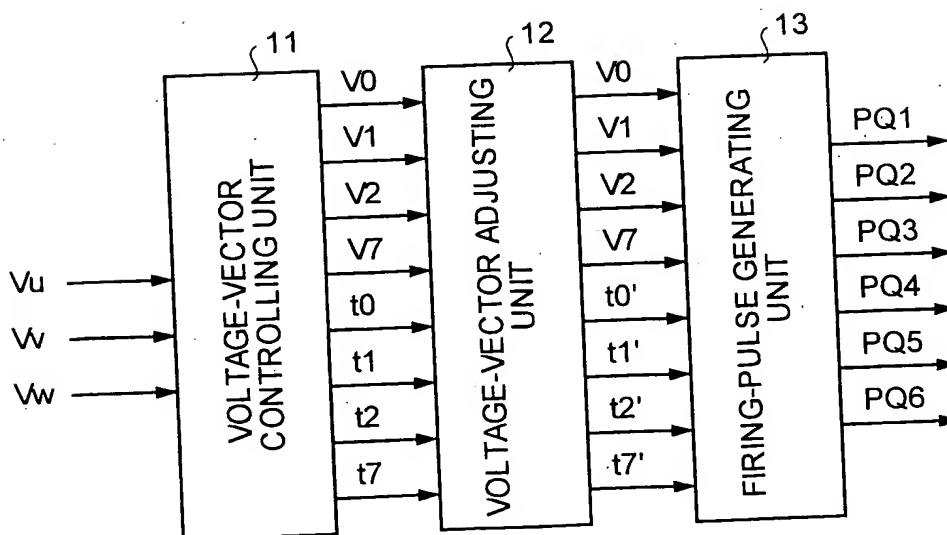 11
12
13
Vu
Vv
Vw
VOLTAGE-VECTOR
CONTROLLING UNIT
V0
V1
V2
V7
t0
t1
t2
t7
VOLTAGE-VECTOR ADJUSTING
UNIT
V0
V1
V2
V7
t0'
t1'
t2'
t7'
FIRING-PULSE GENERATING
UNIT
PQ1
PQ2
PQ3
PQ4
PQ5
PQ6